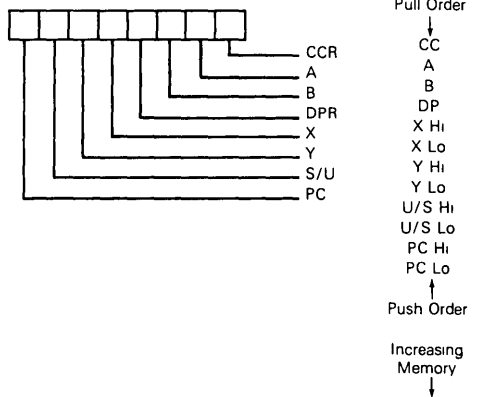 CCR
A
B
DPR
X
Y
S/U
PC
Pull Order
CC
A
B
DP
X Hi
X Lo
Y Hi
Y Lo
U/S Hi
U/S Lo
PC Hi
PC Lo
Push Order
Increasing
Memory